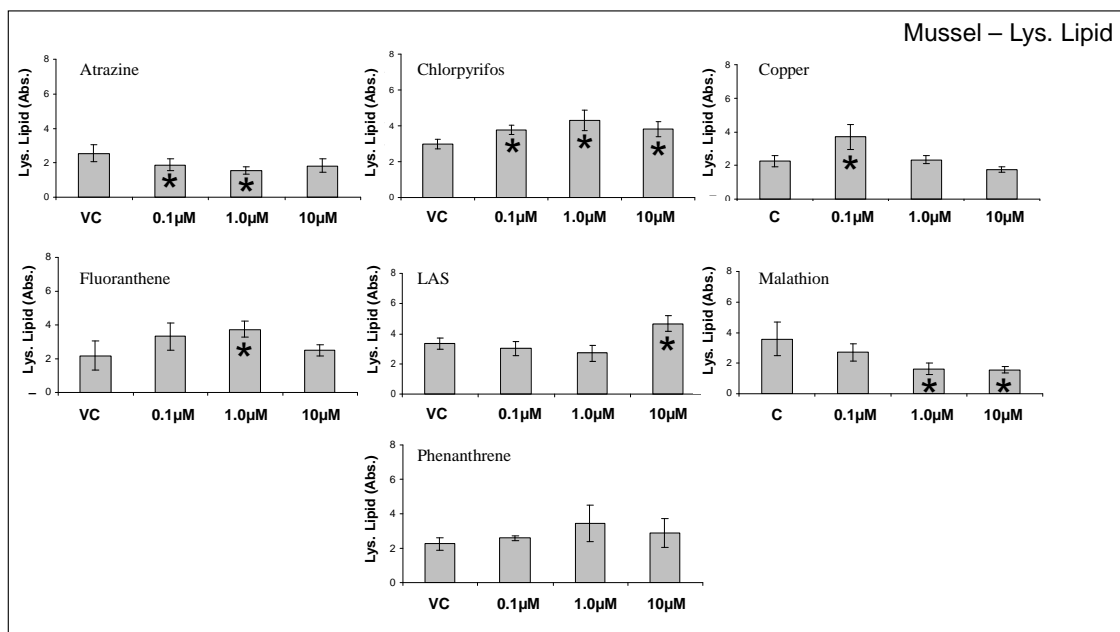 Mussel – Lys. Lipid
Atrazine
Lys. Lipid (Abs.)
8
6
4
2
0
VC 0.1µM 1.0µM 10µM
*
*
Chlorpyrifos
Lys. Lipid (Abs.)
8
6
4
2
0
VC 0.1µM 1.0µM 10µM
*
*
*
Copper
Lys. Lipid (Abs.)
8
6
4
2
0
C 0.1µM 1.0µM 10µM
*
Fluoranthene
Lys. Lipid (Abs.)
8
6
4
2
0
VC 0.1µM 1.0µM 10µM
*
LAS
Lys. Lipid (Abs.)
8
6
4
2
0
VC 0.1µM 1.0µM 10µM
*
Malathion
Lys. Lipid (Abs.)
8
6
4
2
0
C 0.1µM 1.0µM 10µM
*
*
Phenanthrene
Lys. Lipid (Abs.)
8
6
4
2
0
VC 0.1µM 1.0µM 10µM